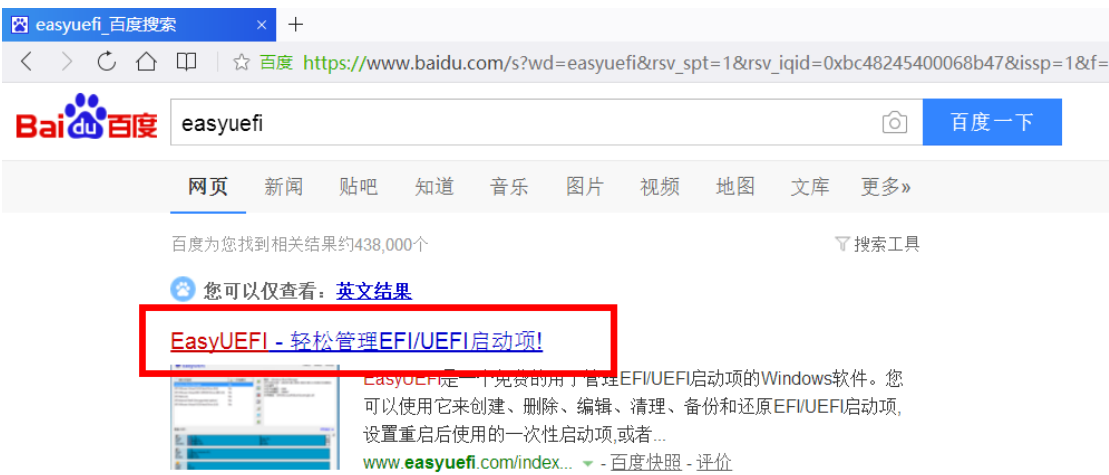 easyuefi_百度搜索
百度 https://www.baidu.com/s?wd=easyuefi&rsv_spt=1&rsv_iqid=0xbc48245400068b47&issp=1&f=
Bai du 百度 easyuefi 百度一下
网页 新闻 贴吧 知道 音乐 图片 视频 地图 文库 更多»
百度为您找到相关结果约438,000个 搜索工具
您可以仅查看：英文结果
EasyUEFI - 轻松管理EFI/UEFI启动项!
EasyUEFI是一个免费的用于管理EFI/UEFI启动项的Windows软件。您
可以使用它来创建、删除、编辑、清理、备份和还原EFI/UEFI启动项,
设置重启后使用的一次性启动项,或者...
www.easyuefi.com/index... - 百度快照 - 评价